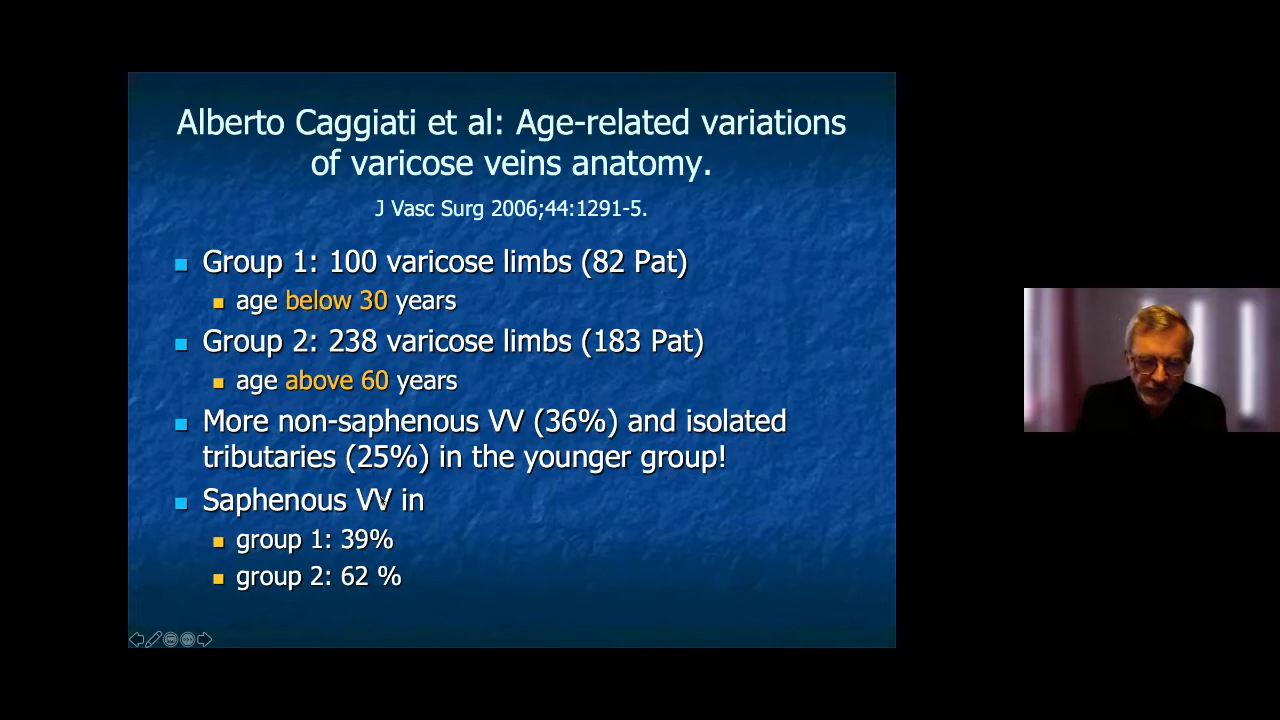 Alberto Caggiati et al: Age-related variations
of varicose veins anatomy.
J Vasc Surg 2006;44:1291-5.
Group 1: 100 varicose limbs (82 Pat)
age below 30 years
Group 2: 238 varicose limbs (183 Pat)
age above 60 years
More non-saphenous VV (36%) and isolated
tributaries (25%) in the younger group!
Saphenous VV in
group 1: 39%
group 2: 62 %